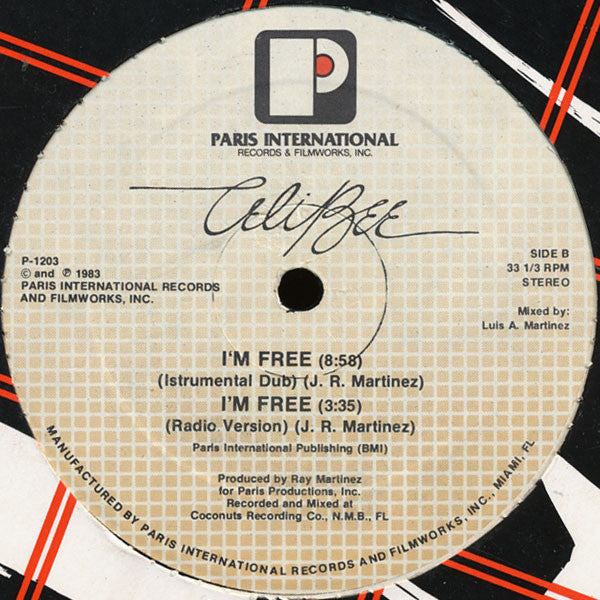 P
PARIS INTERNATIONAL
RECORDS & FILMWORKS, INC.
Celi Bee
P-1203
© and ℗ 1983
PARIS INTERNATIONAL RECORDS
AND FILMWORKS, INC.
SIDE B
33 1/3 RPM
STEREO
Mixed by:
Luis A. Martinez
I'M FREE (8:58)
(Istrumental Dub) (J. R. Martinez)
I'M FREE (3:35)
(Radio Version) (J. R. Martinez)
Paris International Publishing (BMI)
Produced by Ray Martinez
for Paris Productions, Inc.
Recorded and Mixed at
Coconuts Recording Co., N.M.B., FL
MANUFACTURED BY PARIS INTERNATIONAL RECORDS AND FILMWORKS, INC., MIAMI, FL